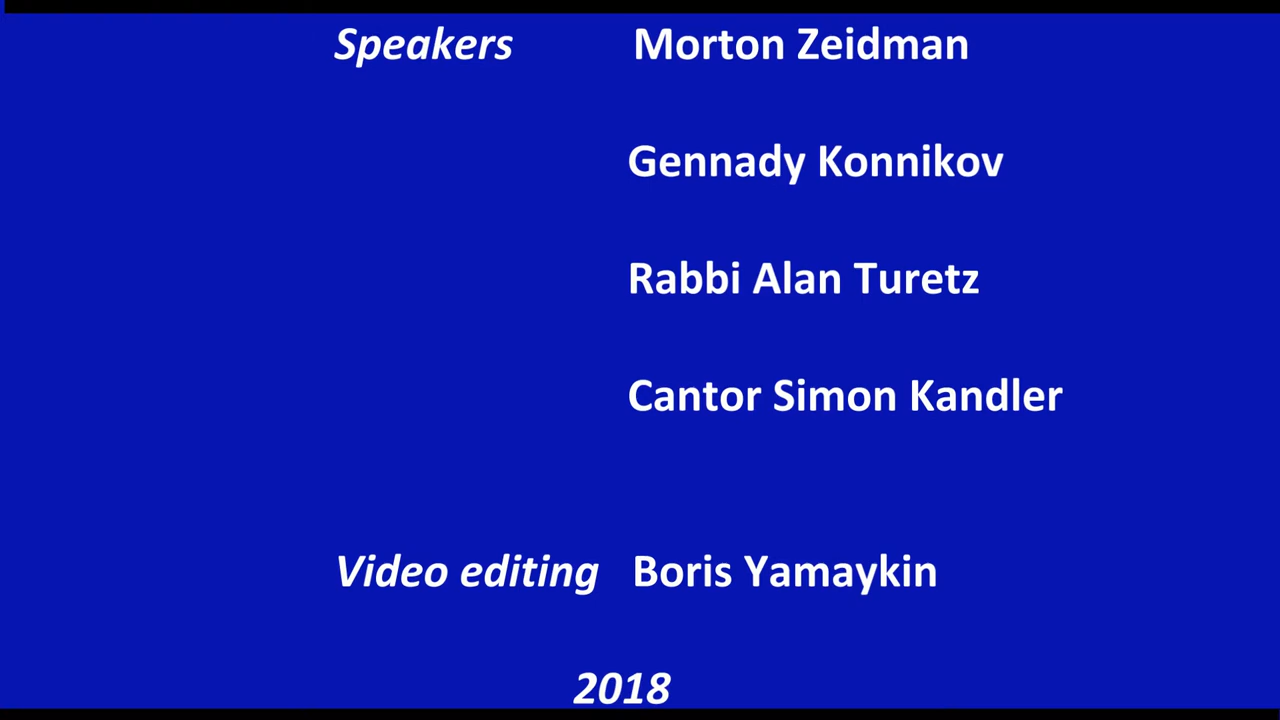 Speakers Morton Zeidman
Gennady Konnikov
Rabbi Alan Turetz
Cantor Simon Kandler
Video editing Boris Yamaykin
2018